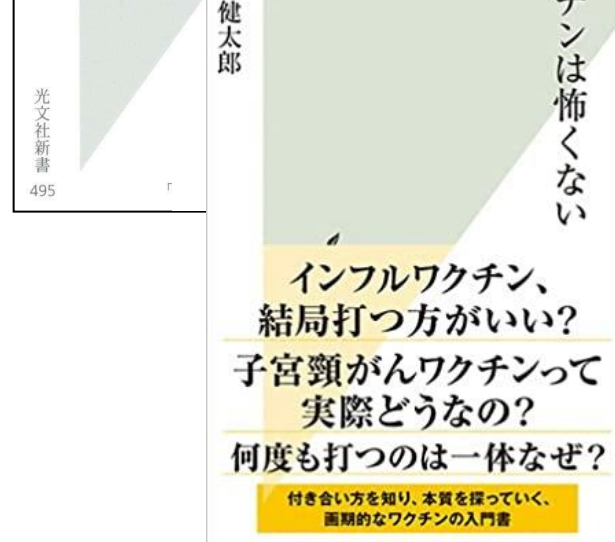 健太郎
チンは怖くない
光文社新書
495
「
インフルワクチン、
結局打つ方がいい?
子宮頸がんワクチンって
実際どうなの?
何度も打つのは一体なぜ?
付き合い方を知り、本質を探っていく、
画期的なワクチンの入門書